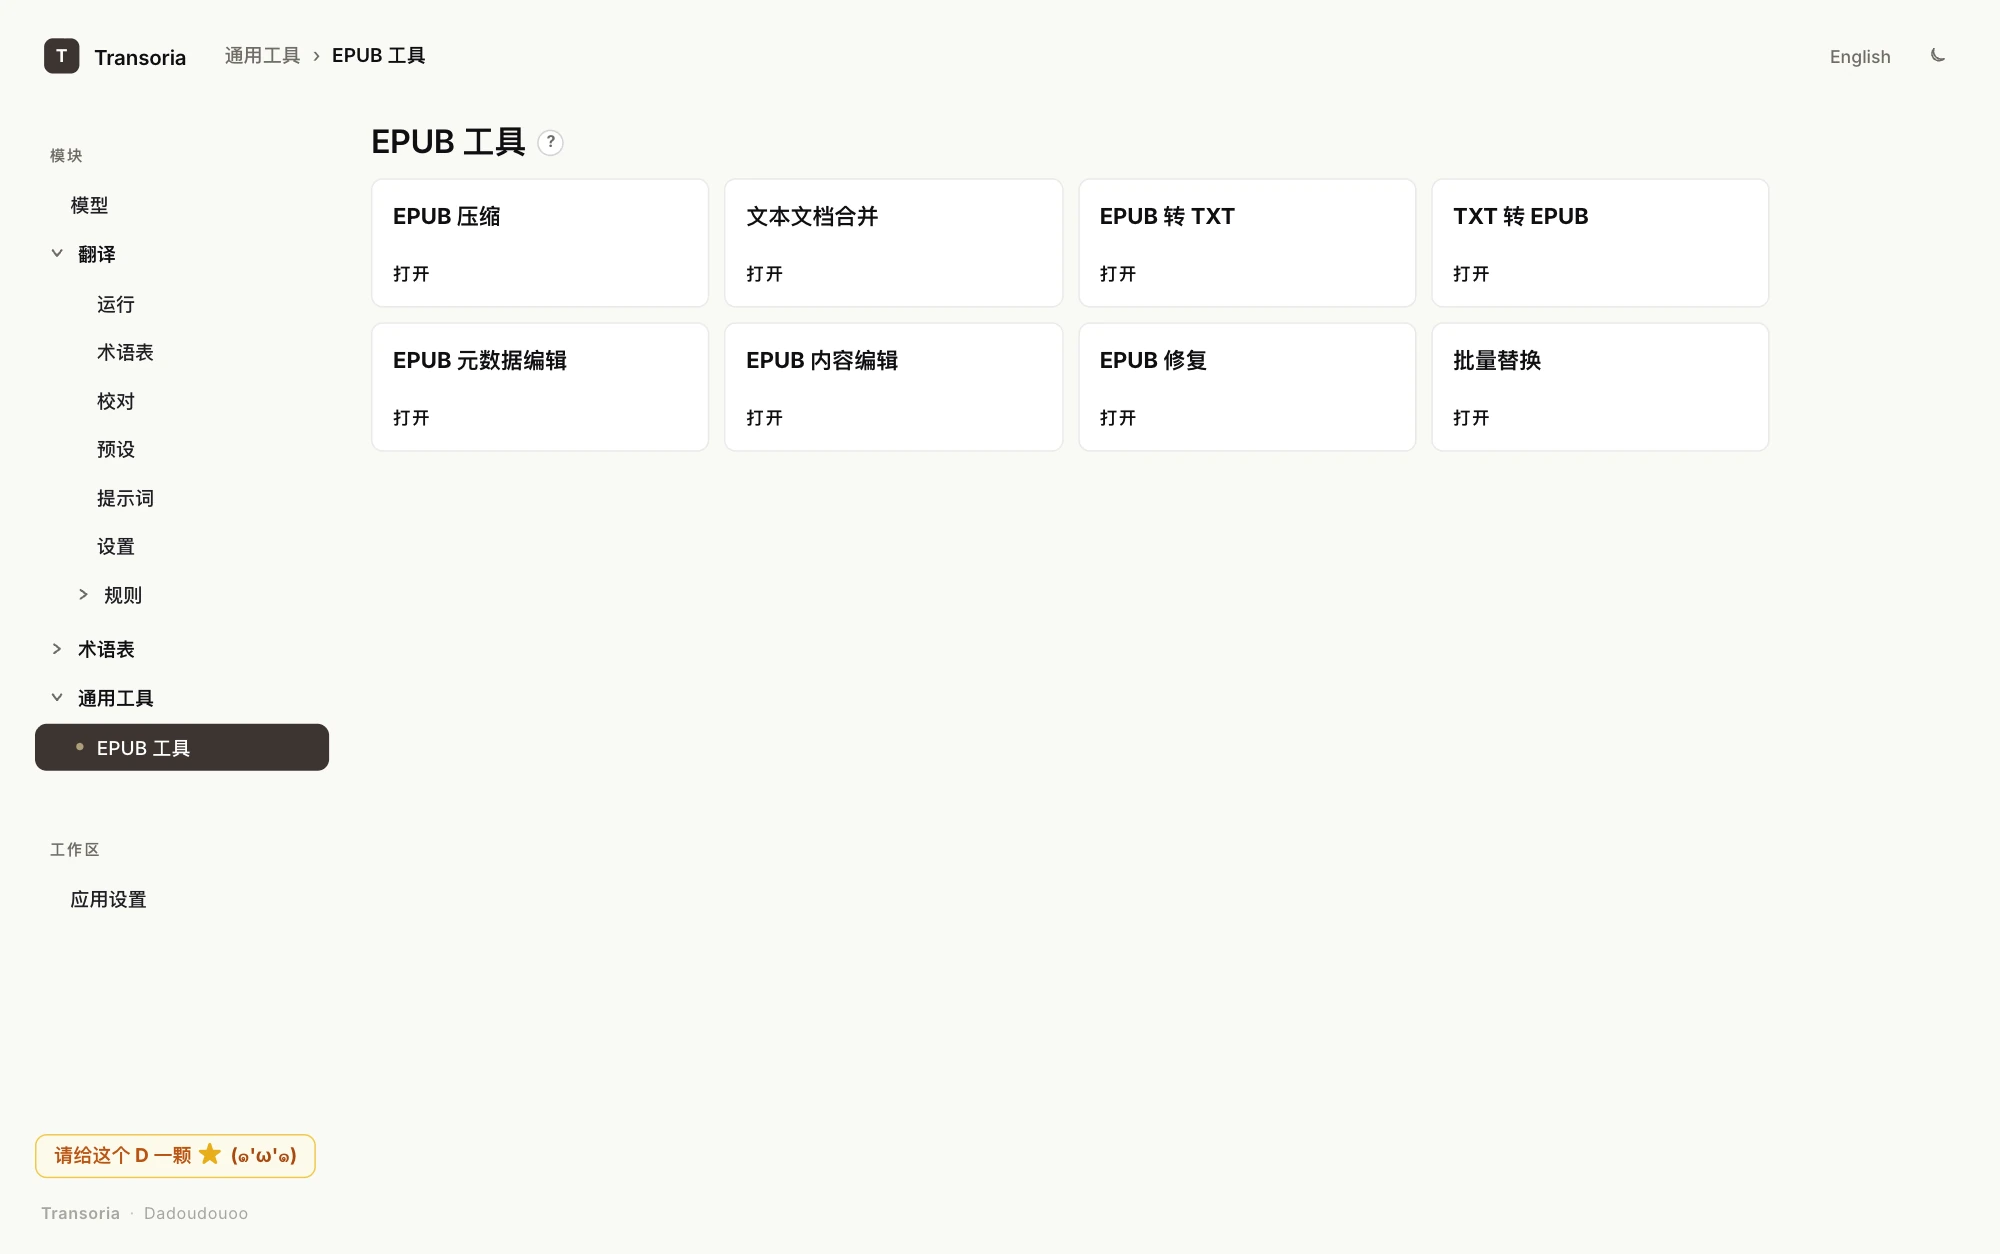 T Transoria 通用工具 › EPUB 工具 English
模块
模型
翻译
运行
术语表
校对
预设
提示词
设置
规则
术语表
通用工具
EPUB 工具
工作区
应用设置
请给这个 D 一颗 ⭐ (๑'ω'๑)
Transoria · Dadoudouoo
EPUB 工具 ?
EPUB 压缩
打开
文本文档合并
打开
EPUB 转 TXT
打开
TXT 转 EPUB
打开
EPUB 元数据编辑
打开
EPUB 内容编辑
打开
EPUB 修复
打开
批量替换
打开